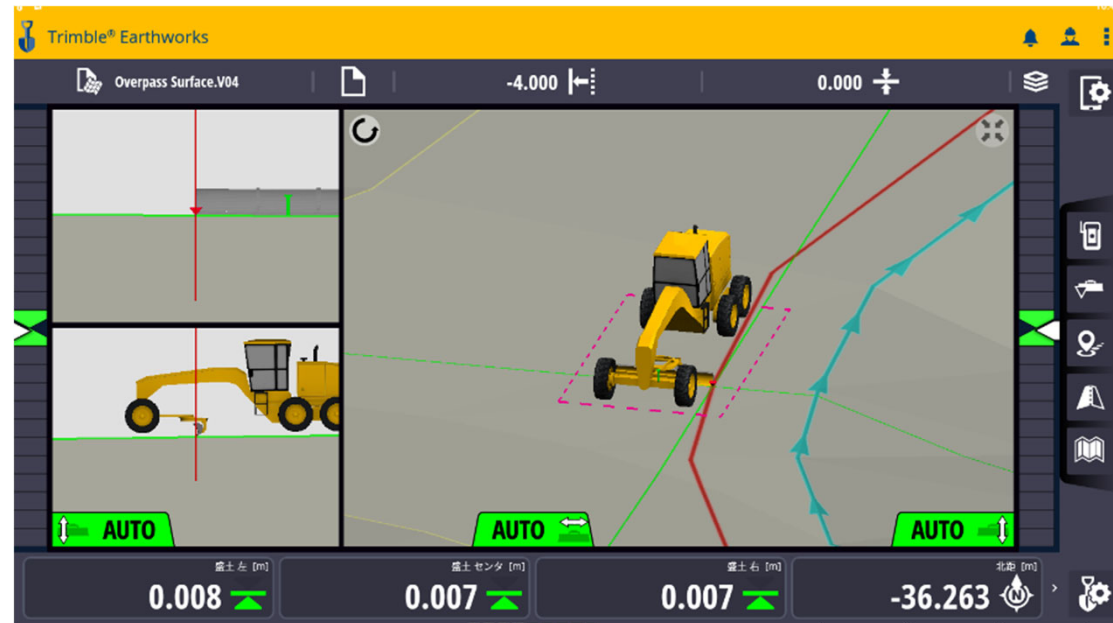 Trimble® Earthworks
Overpass Surface.V04
-4.000
0.000
AUTO
AUTO
AUTO
盛土 左 [m]
0.008
盛土 センタ [m]
0.007
盛土 右 [m]
0.007
北距 [m]
-36.263
N